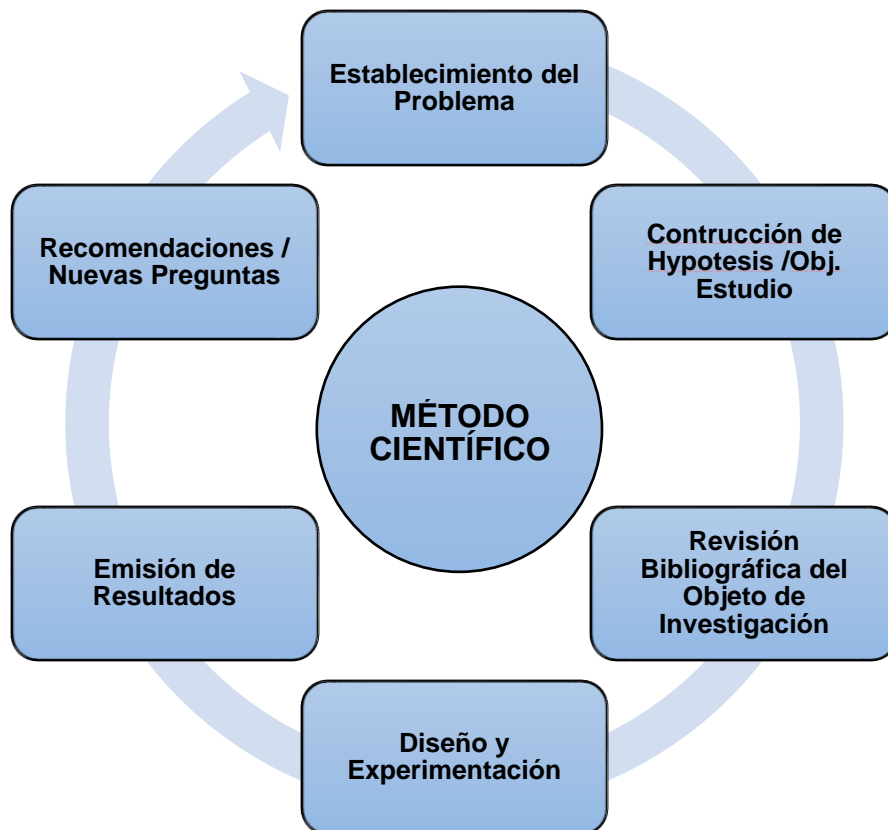 Establecimiento del
Problema
Contrucción de
Hypotesis /Obj.
Estudio
Revisión
Bibliográfica del
Objeto de
Investigación
Diseño y
Experimentación
Emisión de
Resultados
Recomendaciones /
Nuevas Preguntas
MÉTODO
CIENTÍFICO